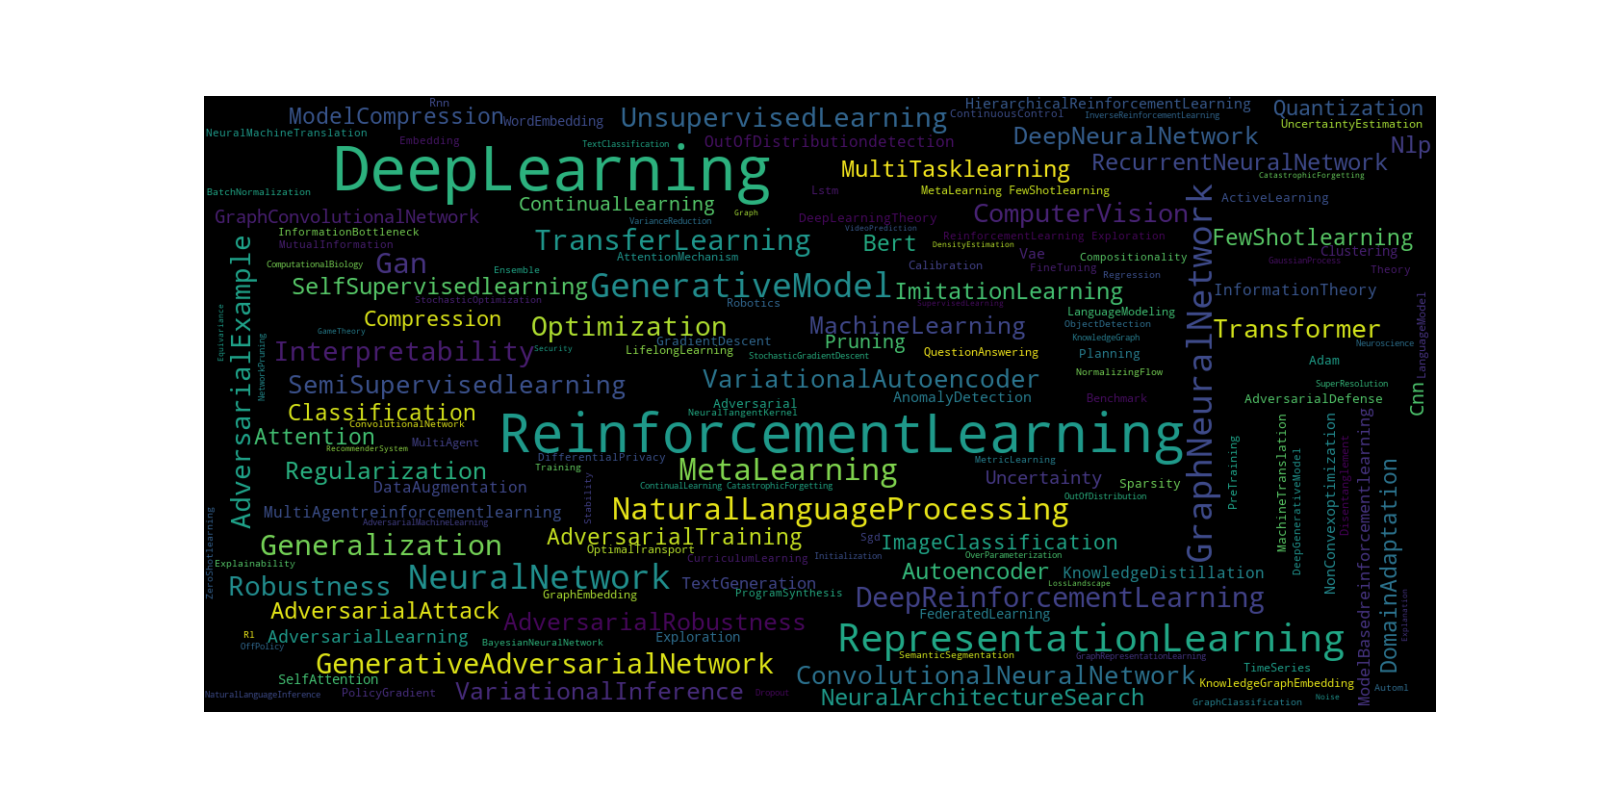 Rnn
HierarchicalReinforcementLearning
ModelCompression
WordEmbedding
UnsupervisedLearning
ContinuousControl
InverseReinforcementLearning
Quantization
UncertaintyEstimation
NeuralMachineTranslation
Embedding
TextClassification
OutOfDistributiondetection
DeepNeuralNetwork
Nlp
DeepLearning
MultiTasklearning
RecurrentNeuralNetwork
CatastrophicForgetting
BatchNormalization
Lstm
MetaLearning FewShotlearning
ActiveLearning
ContinualLearning
GraphConvolutionalNetwork
VarianceReduction
Graph
DeepLearningTheory
ComputerVision
VideoPrediction
InformationBottleneck
MutualInformation
TransferLearning
Bert
DensityEstimation
ReinforcementLearning Exploration
FewShotlearning
AttentionMechanism
Vae
Compositionality
Clustering
ComputationalBiology
Gan
Ensemble
Calibration
FineTuning
Regression
GaussianProcess
Theory
SelfSupervisedlearning
GenerativeModel
ImitationLearning
InformationTheory
StochasticOptimization
Robotics
SupervisedLearning
Compression
Optimization
MachineLearning
LanguageModeling
ObjectDetection
Transformer
GameTheory
GradientDescent
Pruning
KnowledgeGraph
Neuroscience
Interpretability
Security
LifelongLearning
StochasticGradientDescent
QuestionAnswering
Planning
Adam
SemiSupervisedlearning
VariationalAutoencoder
NormalizingFlow
SuperResolution
AnomalyDetection
Benchmark
AdversarialDefense
Classification
ConvolutionalNetwork
Adversarial
NeuralTangentKernel
ReinforcementLearning
Attention
MultiAgent
RecommenderSystem
DifferentialPrivacy
MetricLearning
Regularization
Training
MetaLearning
Uncertainty
Sparsity
DataAugmentation
ContinualLearning CatastrophicForgetting
OutOfDistribution
MultiAgentreinforcementlearning
AdversarialMachineLearning
NaturalLanguageProcessing
Generalization
AdversarialTraining
OptimalTransport
Sgd
ImageClassification
Explainability
CurriculumLearning
Initialization
OverParameterization
Robustness
NeuralNetwork
TextGeneration
Autoencoder
KnowledgeDistillation
LossLandscape
GraphEmbedding
ProgramSynthesis
DeepReinforcementLearning
AdversarialAttack
AdversarialRobustness
FederatedLearning
Rl
AdversarialLearning
OffPolicy
BayesianNeuralNetwork
Exploration
RepresentationLearning
GenerativeAdversarialNetwork
SemanticSegmentation
GraphRepresentationLearning
SelfAttention
ConvolutionalNeuralNetwork
TimeSeries
KnowledgeGraphEmbedding
Automl
NaturalLanguageInference
PolicyGradient
VariationalInference
Dropout
NeuralArchitectureSearch
GraphClassification
Noise
Equivariance
AdversarialExample
NetworkPruning
ZeroShotlearning
Stability
GraphNeuralNetwork
PreTraining
MachineTranslation
DeepGenerativeModel
NonConvexoptimization
Disentanglement
ModelBasedreinforcementlearning
DomainAdaptation
Explanation
Cnn
LanguageModel